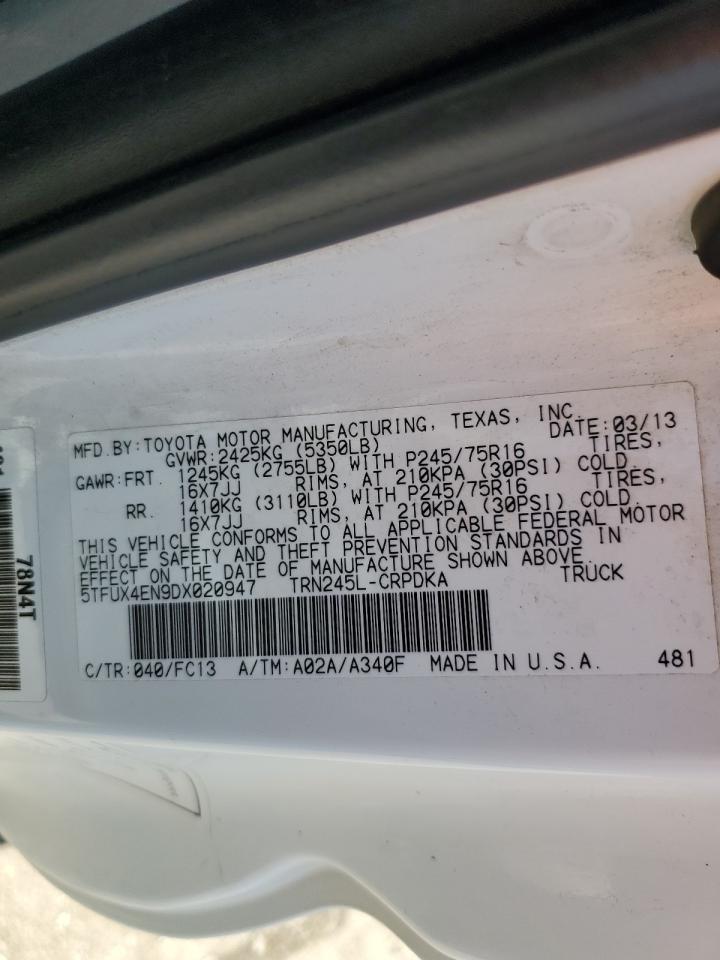 MFD.BY:TOYOTA MOTOR MANUFACTURING, TEXAS, INC.
DATE:03/13
GVWR:2425KG (5350LB)
GAWR:FRT. 1245KG (2755LB) WITH P245/75R16 TIRES,
16X7JJ RIMS, AT 210KPA (30PSI) COLD.
RR. 1410KG (3110LB) WITH P245/75R16 TIRES,
16X7JJ RIMS, AT 210KPA (30PSI) COLD.
THIS VEHICLE CONFORMS TO ALL APPLICABLE FEDERAL MOTOR
VEHICLE SAFETY AND THEFT PREVENTION STANDARDS IN
EFFECT ON THE DATE OF MANUFACTURE SHOWN ABOVE.
5TFUX4EN9DX020947 TRN245L-CRPDKA TRUCK
C/TR:040/FC13 A/TM:A02A/A340F MADE IN U.S.A. 481
78N4T